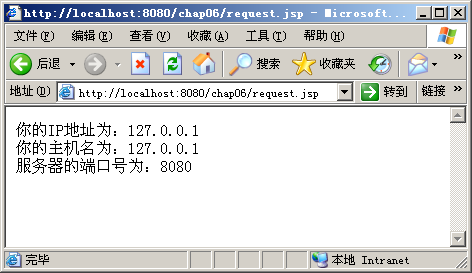 http://localhost:8080/chap06/request.jsp - Microsoft...
文件(F) 编辑(E) 查看(V) 收藏(A) 工具(T) 帮助(H)
后退 搜索 收藏夹
地址(D) http://localhost:8080/chap06/request.jsp 转到 链接 »
你的IP地址为：127.0.0.1
你的主机名为：127.0.0.1
服务器的端口号为：8080
完毕 本地 Intranet